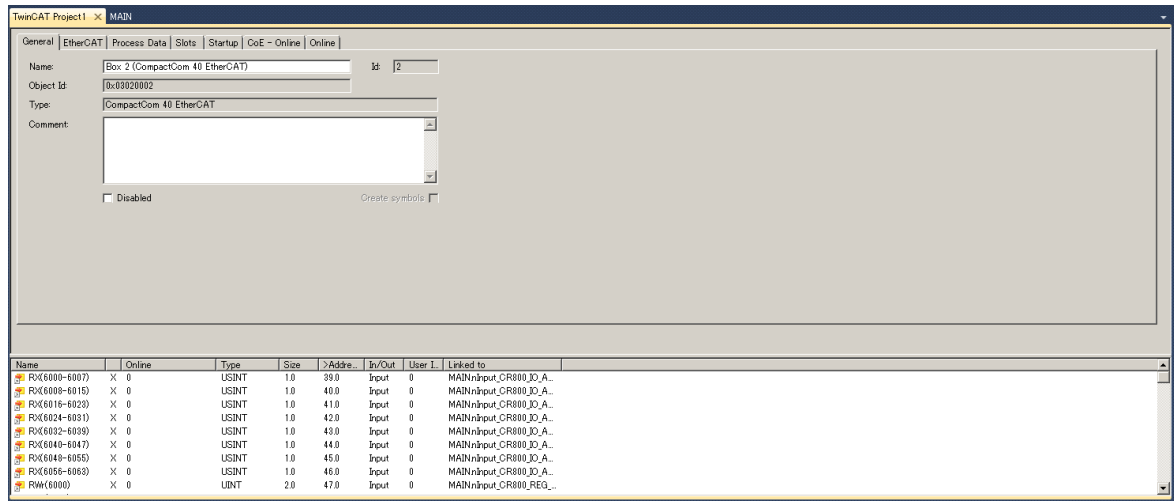 TwinCAT Project1 MAIN
General EtherCAT Process Data Slots Startup CoE - Online Online
Name: Box 2 (CompactCom 40 EtherCAT) Id: 2
Object Id: 0x03020002
Type: CompactCom 40 EtherCAT
Comment:
Disabled Create symbols
Name Online Type Size >Addre... In/Out User I... Linked to
RX(6000-6007) X 0 USINT 1.0 39.0 Input 0 MAIN.nInput_CR800_IO_A...
RX(6008-6015) X 0 USINT 1.0 40.0 Input 0 MAIN.nInput_CR800_IO_A...
RX(6016-6023) X 0 USINT 1.0 41.0 Input 0 MAIN.nInput_CR800_IO_A...
RX(6024-6031) X 0 USINT 1.0 42.0 Input 0 MAIN.nInput_CR800_IO_A...
RX(6032-6039) X 0 USINT 1.0 43.0 Input 0 MAIN.nInput_CR800_IO_A...
RX(6040-6047) X 0 USINT 1.0 44.0 Input 0 MAIN.nInput_CR800_IO_A...
RX(6048-6055) X 0 USINT 1.0 45.0 Input 0 MAIN.nInput_CR800_IO_A...
RX(6056-6063) X 0 USINT 1.0 46.0 Input 0 MAIN.nInput_CR800_IO_A...
RWr(6000) X 0 UINT 2.0 47.0 Input 0 MAIN.nInput_CR800_REG_...